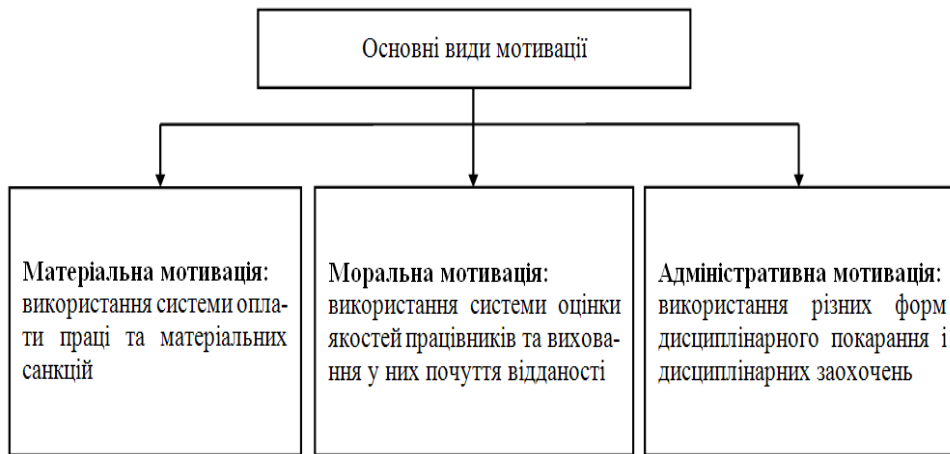 Основні види мотивації
Матеріальна мотивація:
використання системи опла-
ти праці та матеріальних
санкцій
Моральна мотивація:
використання системи оцінки
якостей працівників та вихова-
ння у них почуття відданості
Адміністративна мотивація:
використання різних форм
дисциплінарного покарання і
дисциплінарних заохочень